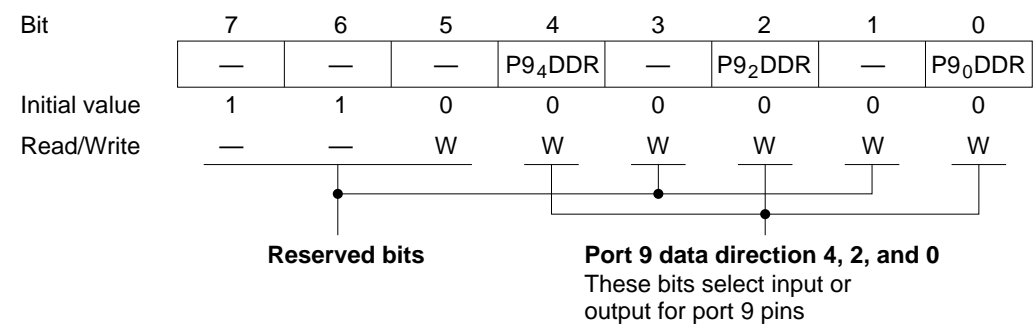 Bit 7 6 5 4 3 2 1 0
— — — P9₄DDR — P9₂DDR — P9₀DDR
Initial value 1 1 0 0 0 0 0 0
Read/Write — — W W W W W W
Reserved bits
Port 9 data direction 4, 2, and 0
These bits select input or
output for port 9 pins